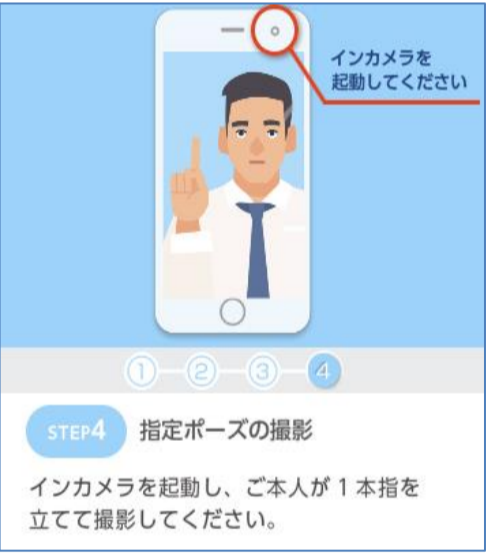 インカメラを
起動してください
1 2 3 4
STEP4 指定ポーズの撮影
インカメラを起動し、ご本人が1本指を
立てて撮影してください。